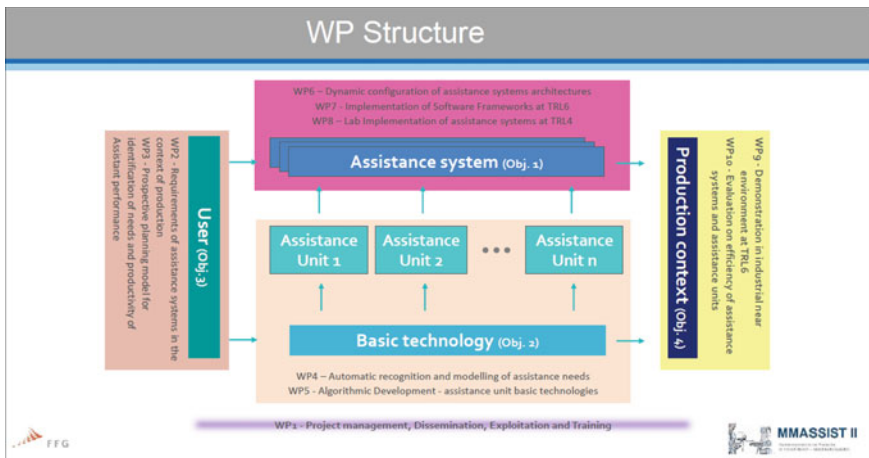 WP Structure
WP6 – Dynamic configuration of assistance systems architectures
WP7 - Implementation of Software Frameworks at TRL6
WP8 – Lab Implementation of assistance systems at TRL4
Assistance system (Obj. 1)
WP2 - Requirements of assistance systems in the
context of production
WP3 - Prospective planning model for
identification of needs and productivity of
Assistant performance
User (Obj.3)
Assistance
Unit 1
Assistance
Unit 2
•••
Assistance
Unit n
Basic technology (Obj. 2)
WP4 – Automatic recognition and modelling of assistance needs
WP5 - Algorithmic Development - assistance unit basic technologies
Production context (Obj. 4)
WP9 - Demonstration in industrial near
environment at TRL6
WP10 - Evaluation on efficiency of assistance
systems and assistance units
WP1 - Project management, Dissemination, Exploitation and Training
FFG
MMASSIST II